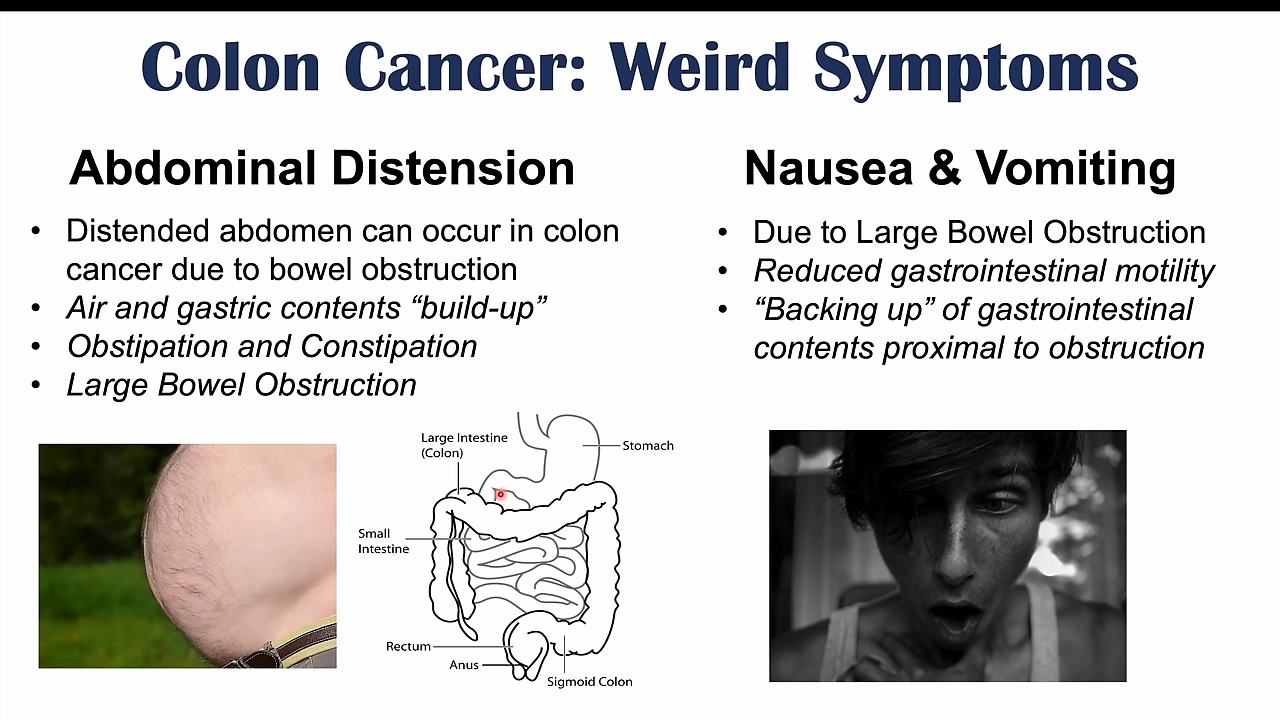 Colon Cancer: Weird Symptoms
Abdominal Distension
• Distended abdomen can occur in colon
cancer due to bowel obstruction
• Air and gastric contents “build-up”
• Obstipation and Constipation
• Large Bowel Obstruction
Nausea & Vomiting
• Due to Large Bowel Obstruction
• Reduced gastrointestinal motility
• “Backing up” of gastrointestinal
contents proximal to obstruction
Large Intestine
(Colon)
Stomach
Small
Intestine
Rectum
Anus
Sigmoid Colon